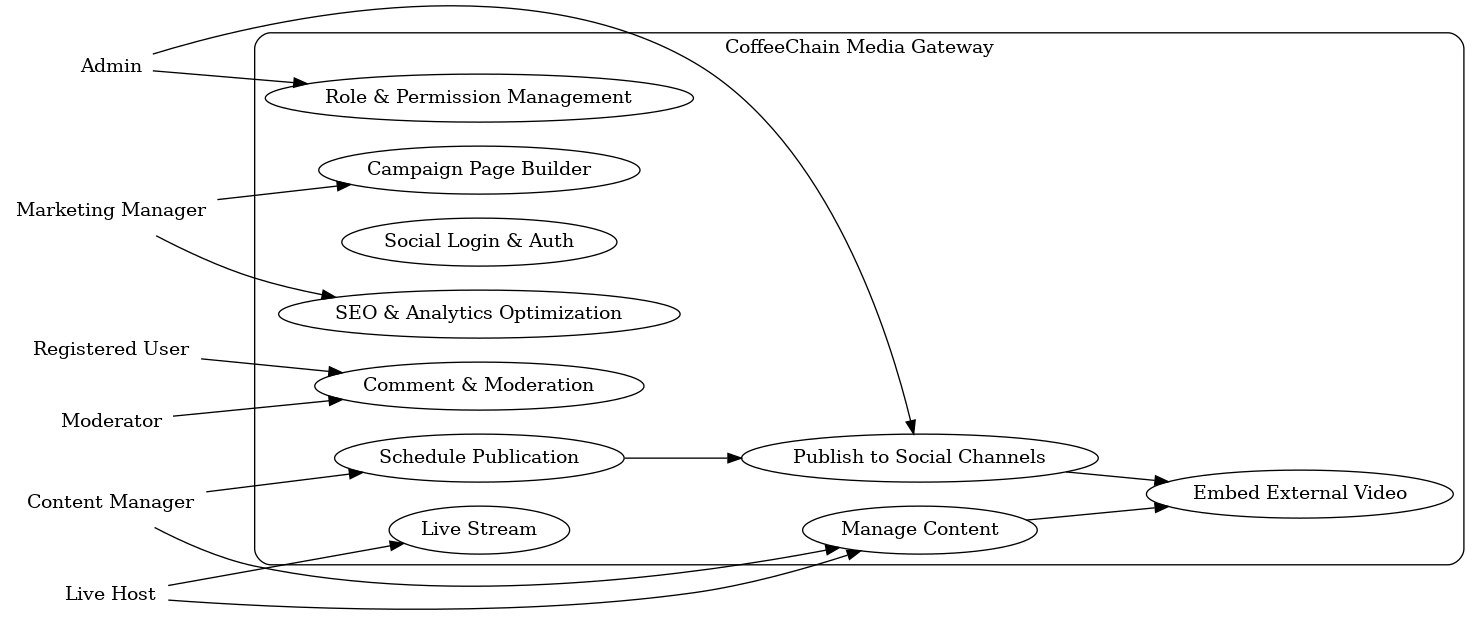 CoffeeChain Media Gateway
Admin
Role & Permission Management
Campaign Page Builder
Marketing Manager
Social Login & Auth
SEO & Analytics Optimization
Registered User
Comment & Moderation
Moderator
Schedule Publication
Publish to Social Channels
Embed External Video
Content Manager
Live Stream
Manage Content
Live Host